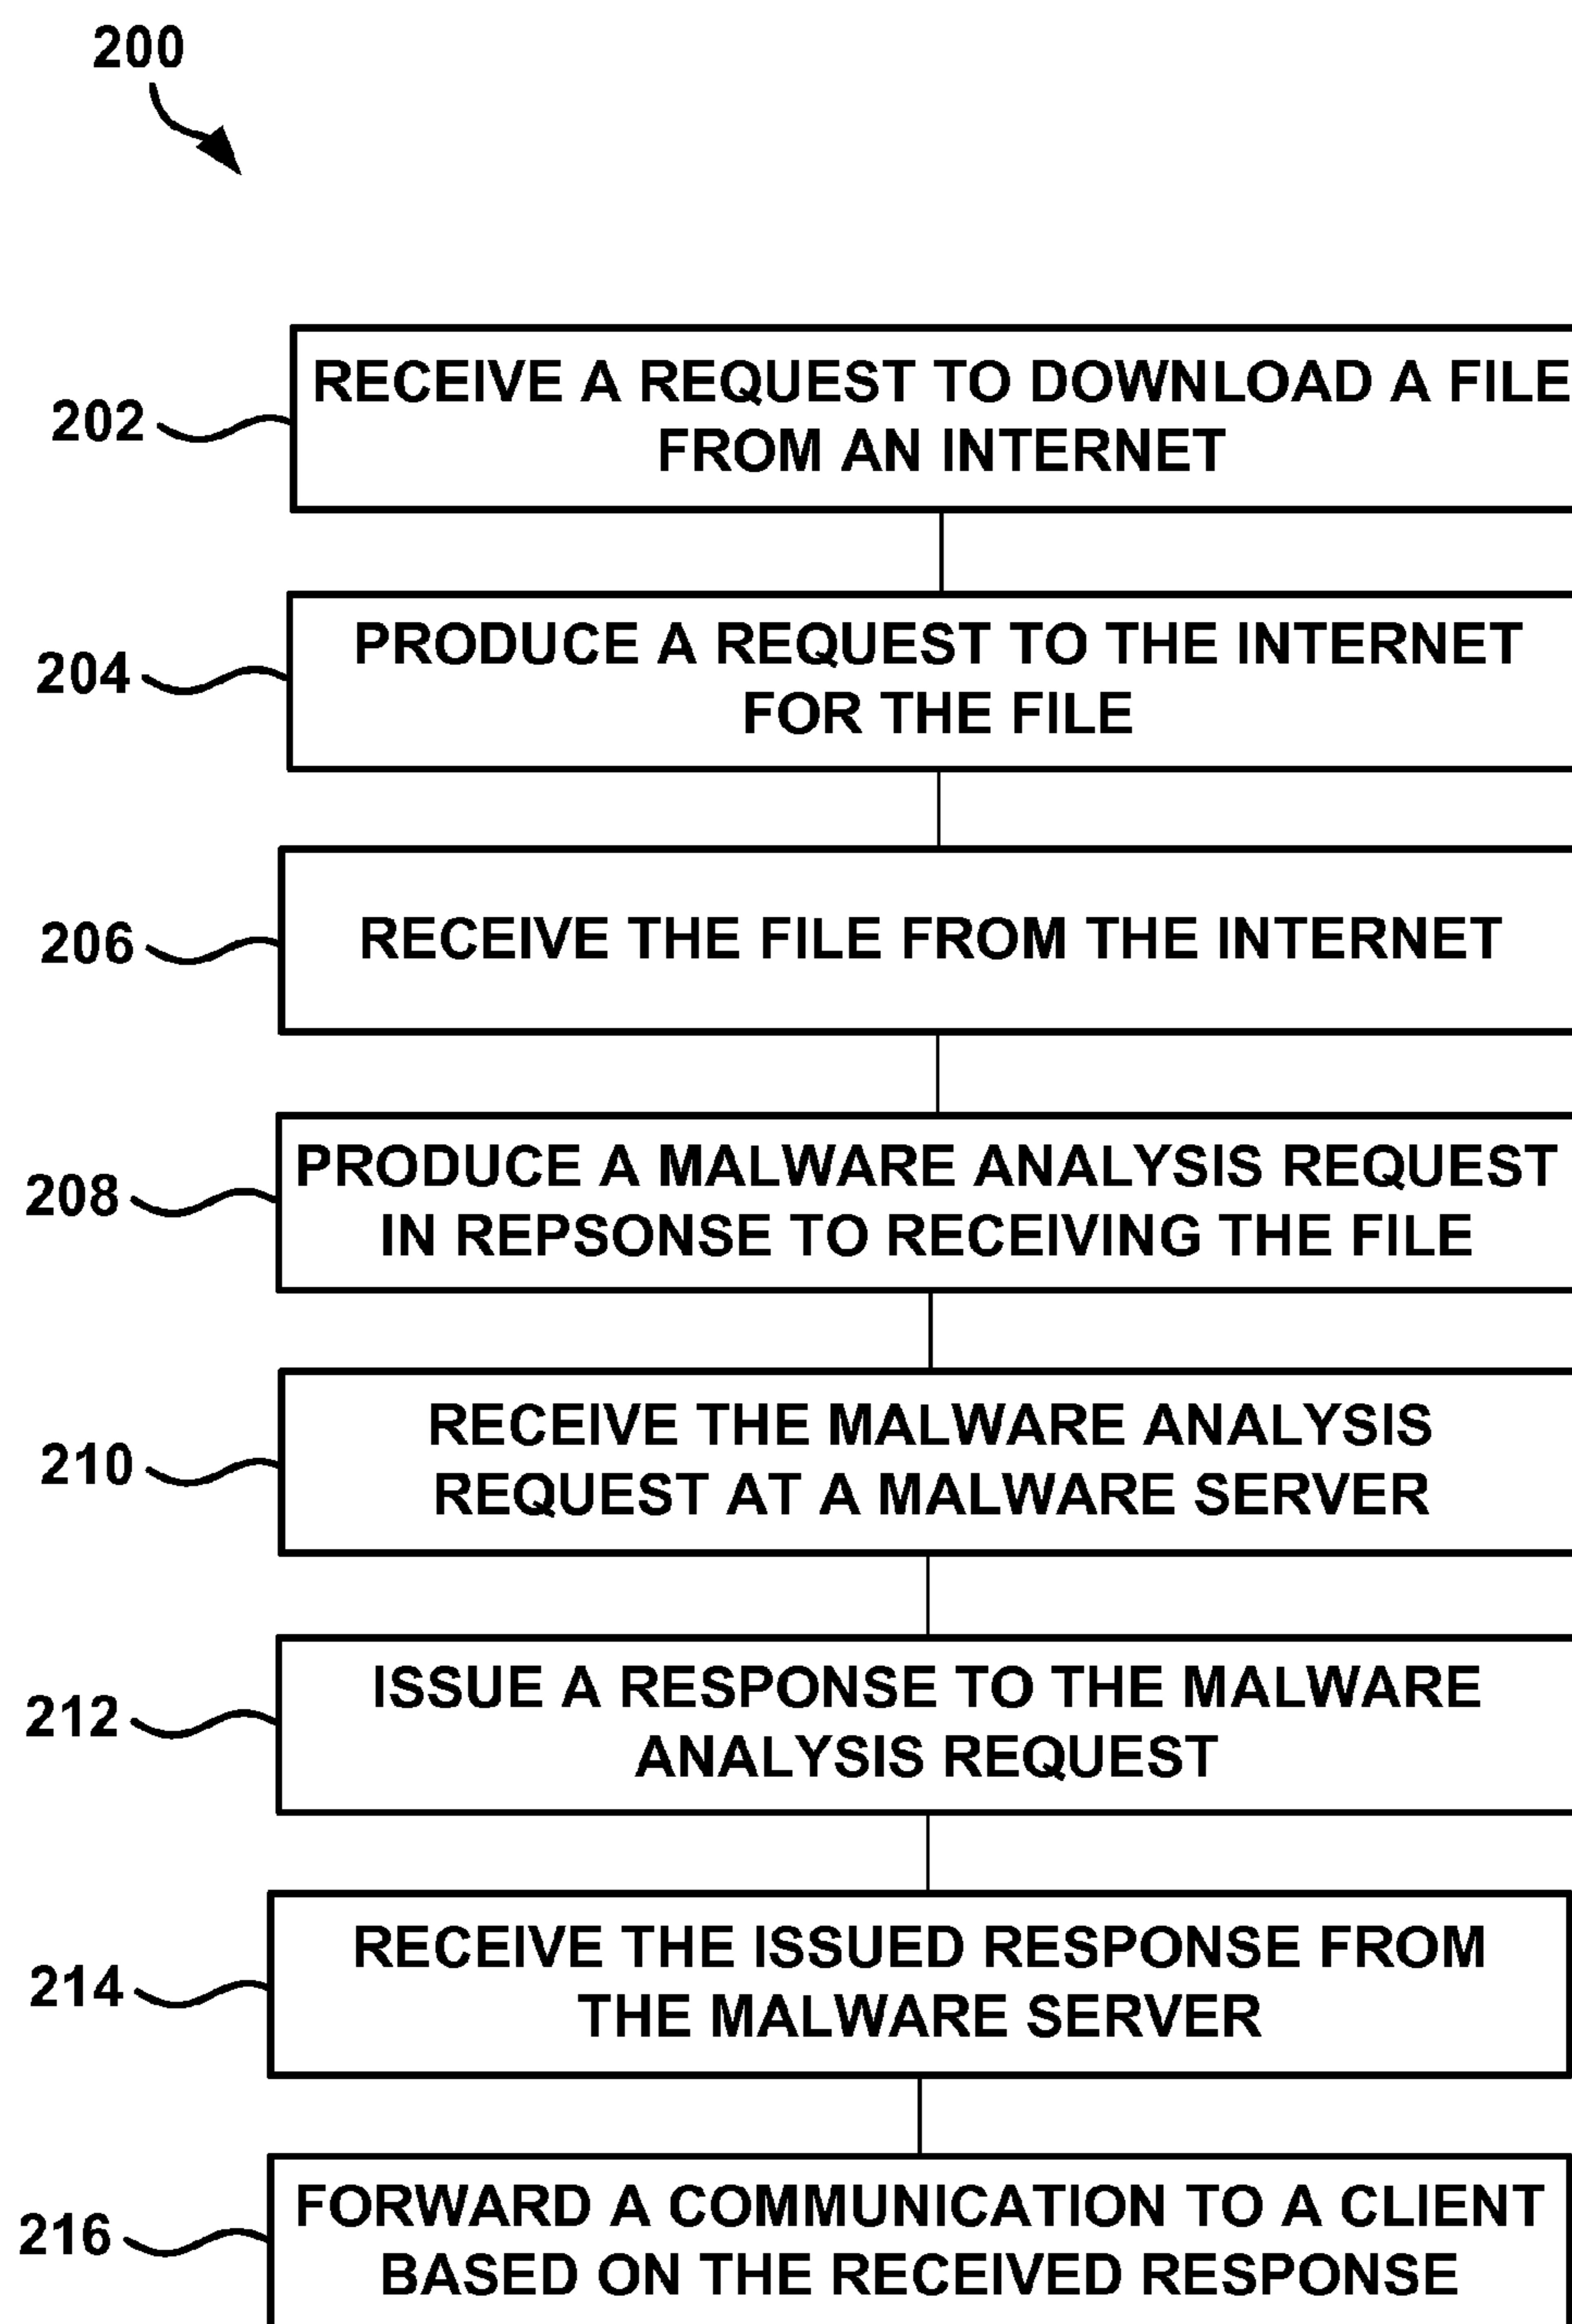 200
202
RECEIVE A REQUEST TO DOWNLOAD A FILE
FROM AN INTERNET
204
PRODUCE A REQUEST TO THE INTERNET
FOR THE FILE
206
RECEIVE THE FILE FROM THE INTERNET
208
PRODUCE A MALWARE ANALYSIS REQUEST
IN REPSONSE TO RECEIVING THE FILE
210
RECEIVE THE MALWARE ANALYSIS
REQUEST AT A MALWARE SERVER
212
ISSUE A RESPONSE TO THE MALWARE
ANALYSIS REQUEST
214
RECEIVE THE ISSUED RESPONSE FROM
THE MALWARE SERVER
216
FORWARD A COMMUNICATION TO A CLIENT
BASED ON THE RECEIVED RESPONSE